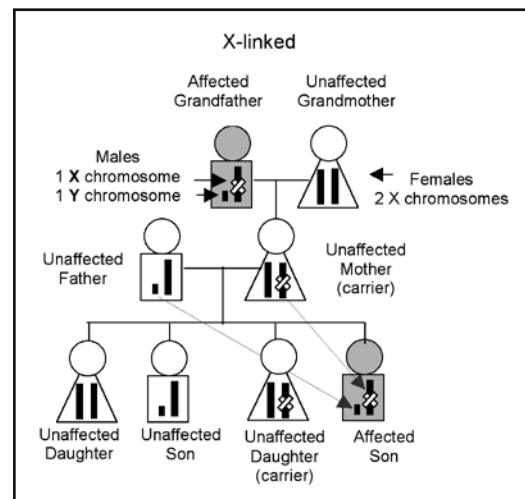 X-linked
Affected
Grandfather
Unaffected
Grandmother
Males
1 X chromosome
1 Y chromosome
Females
2 X chromosomes
Unaffected
Father
Unaffected
Mother
(carrier)
Unaffected
Daughter
Unaffected
Son
Unaffected
Daughter
(carrier)
Affected
Son